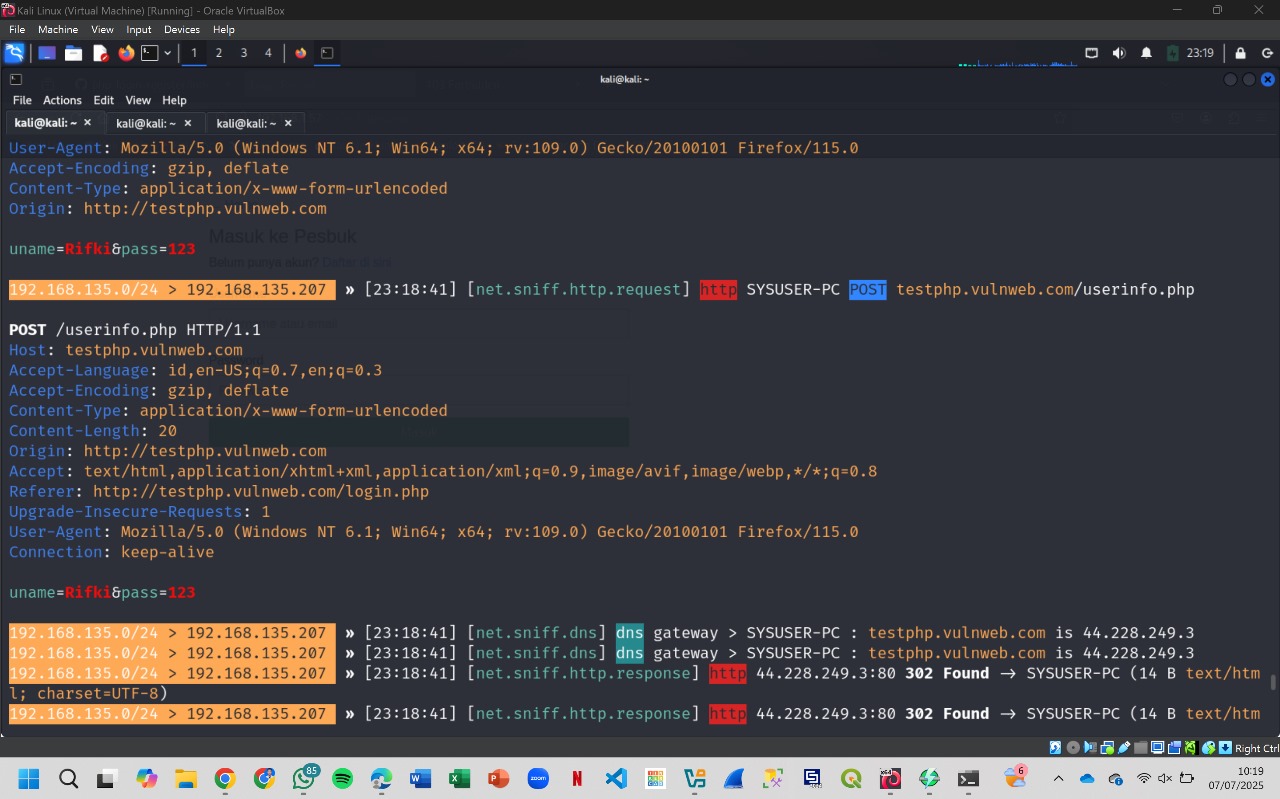 Kali Linux (Virtual Machine) [Running] - Oracle VirtualBox
File Machine View Input Devices Help
1 2 3 4 23:19
kali@kali: ~
File Actions Edit View Help
kali@kali: ~ × kali@kali: ~ × kali@kali: ~ ×
User-Agent: Mozilla/5.0 (Windows NT 6.1; Win64; x64; rv:109.0) Gecko/20100101 Firefox/115.0
Accept-Encoding: gzip, deflate
Content-Type: application/x-www-form-urlencoded
Origin: http://testphp.vulnweb.com
Masuk ke Pesbuk
uname=Rifki&pass=123
Belum punya akun? Daftar di sini
192.168.135.0/24 > 192.168.135.207 » [23:18:41] [net.sniff.http.request] http SYSUSER-PC POST testphp.vulnweb.com/userinfo.php
POST /userinfo.php HTTP/1.1
Host: testphp.vulnweb.com
Accept-Language: id,en-US;q=0.7,en;q=0.3
Accept-Encoding: gzip, deflate
Content-Type: application/x-www-form-urlencoded
Content-Length: 20
Origin: http://testphp.vulnweb.com
Accept: text/html,application/xhtml+xml,application/xml;q=0.9,image/avif,image/webp,*/*;q=0.8
Referer: http://testphp.vulnweb.com/login.php
Upgrade-Insecure-Requests: 1
User-Agent: Mozilla/5.0 (Windows NT 6.1; Win64; x64; rv:109.0) Gecko/20100101 Firefox/115.0
Connection: keep-alive
uname=Rifki&pass=123
192.168.135.0/24 > 192.168.135.207 » [23:18:41] [net.sniff.dns] dns gateway > SYSUSER-PC : testphp.vulnweb.com is 44.228.249.3
192.168.135.0/24 > 192.168.135.207 » [23:18:41] [net.sniff.dns] dns gateway > SYSUSER-PC : testphp.vulnweb.com is 44.228.249.3
192.168.135.0/24 > 192.168.135.207 » [23:18:41] [net.sniff.http.response] http 44.228.249.3:80 302 Found → SYSUSER-PC (14 B text/htm
l; charset=UTF-8)
192.168.135.0/24 > 192.168.135.207 » [23:18:41] [net.sniff.http.response] http 44.228.249.3:80 302 Found → SYSUSER-PC (14 B text/htm
Right Ctrl
85 zoom 6 10:19
07/07/2025